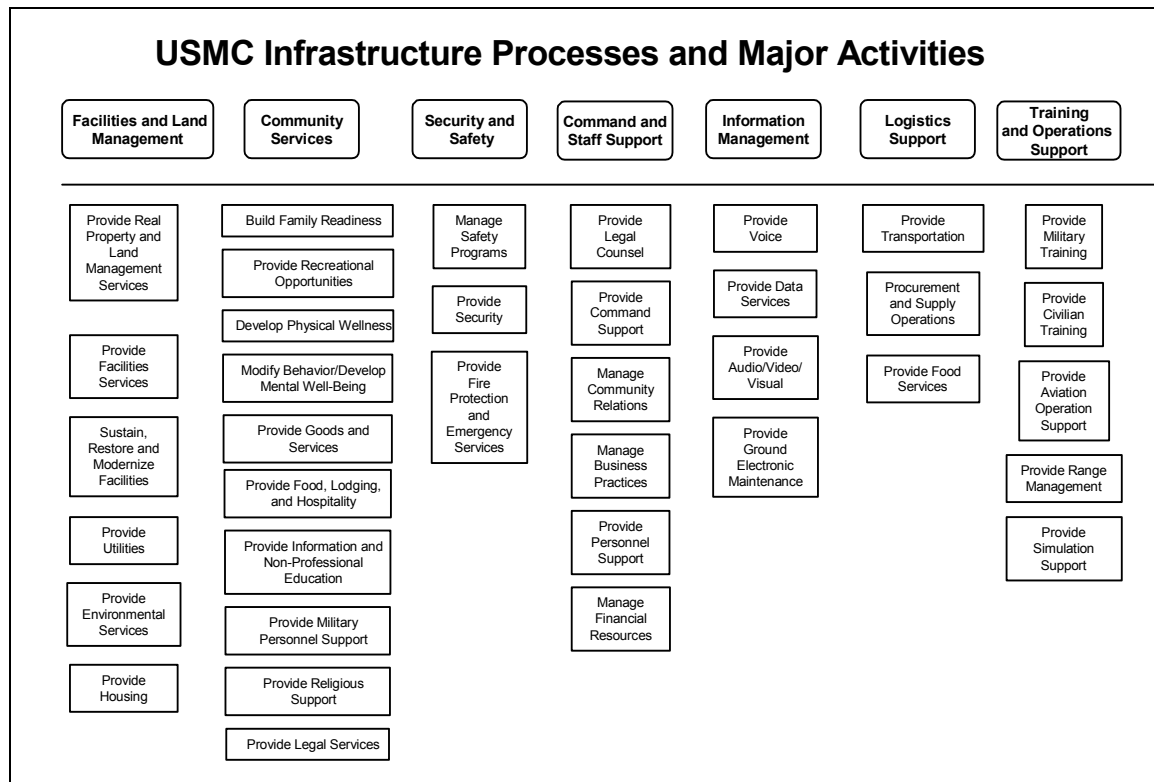 USMC Infrastructure Processes and Major Activities
Facilities and Land
Management
Community
Services
Security and
Safety
Command and
Staff Support
Information
Management
Logistics
Support
Training
and Operations
Support
Provide Real
Property and
Land
Management
Services
Provide
Facilities
Services
Sustain,
Restore and
Modernize
Facilities
Provide
Utilities
Provide
Environmental
Services
Provide
Housing
Build Family Readiness
Provide Recreational
Opportunities
Develop Physical Wellness
Modify Behavior/Develop
Mental Well-Being
Provide Goods and
Services
Provide Food, Lodging,
and Hospitality
Provide Information and
Non-Professional
Education
Provide Military
Personnel Support
Provide Religious
Support
Provide Legal Services
Manage
Safety
Programs
Provide
Security
Provide
Fire
Protection
and
Emergency
Services
Provide
Legal
Counsel
Provide
Command
Support
Manage
Community
Relations
Manage
Business
Practices
Provide
Personnel
Support
Manage
Financial
Resources
Provide
Voice
Provide Data
Services
Provide
Audio/Video/
Visual
Provide
Ground
Electronic
Maintenance
Provide
Transportation
Procurement
and Supply
Operations
Provide Food
Services
Provide
Military
Training
Provide
Civilian
Training
Provide
Aviation
Operation
Support
Provide Range
Management
Provide
Simulation
Support